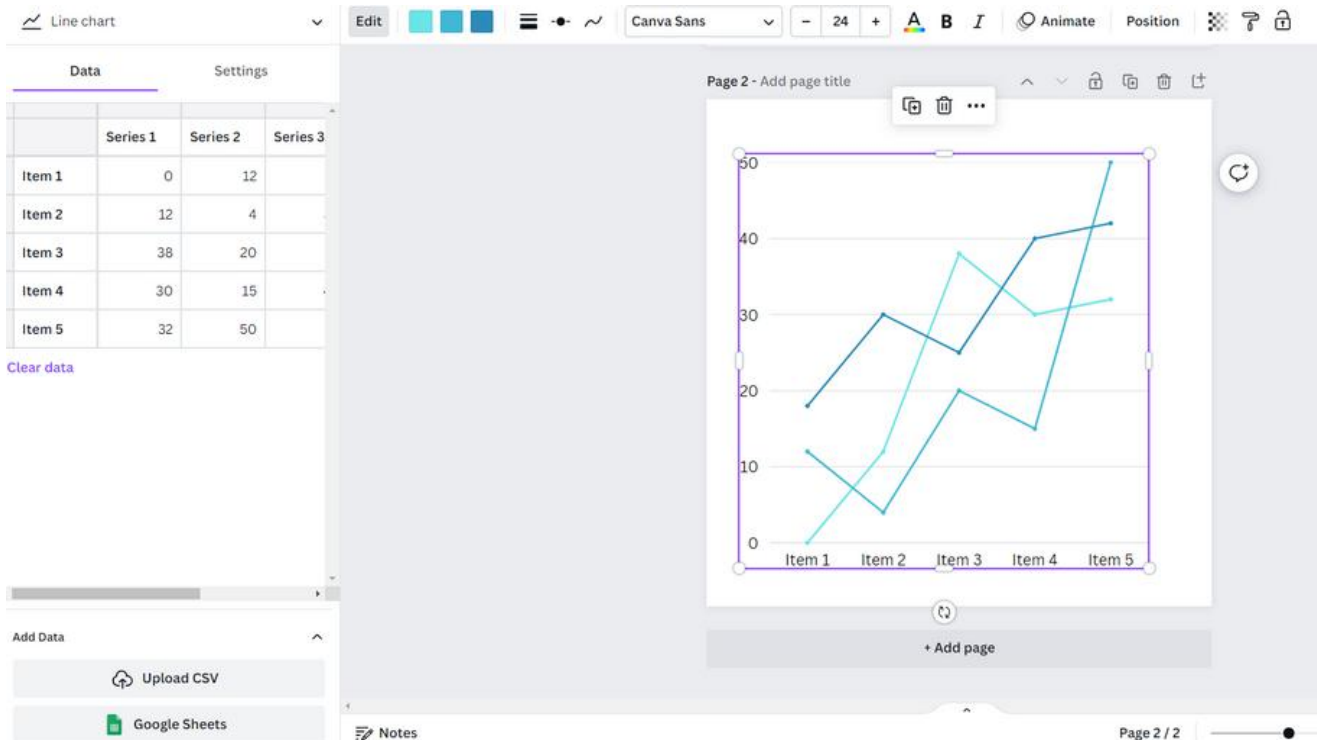 Line chart
Edit
Canva Sans
– 24 +
A B I
Animate
Position
Data Settings
Series 1 Series 2 Series 3
Item 1 0 12
Item 2 12 4
Item 3 38 20
Item 4 30 15
Item 5 32 50
Clear data
Add Data
Upload CSV
Google Sheets
Page 2 - Add page title
50
40
30
20
10
0
Item 1 Item 2 Item 3 Item 4 Item 5
+ Add page
Notes
Page 2 / 2